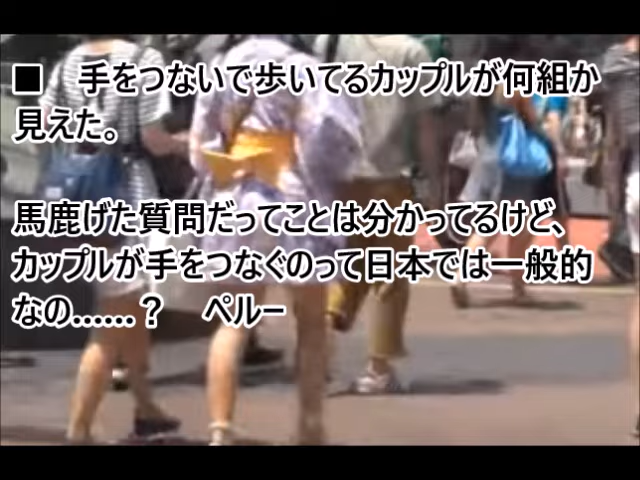 ■　手をつないで歩いてるカップルが何組か
見えた。
馬鹿げた質問だってことは分かってるけど、
カップルが手をつなぐのって日本では一般的
なの......？　ペルー